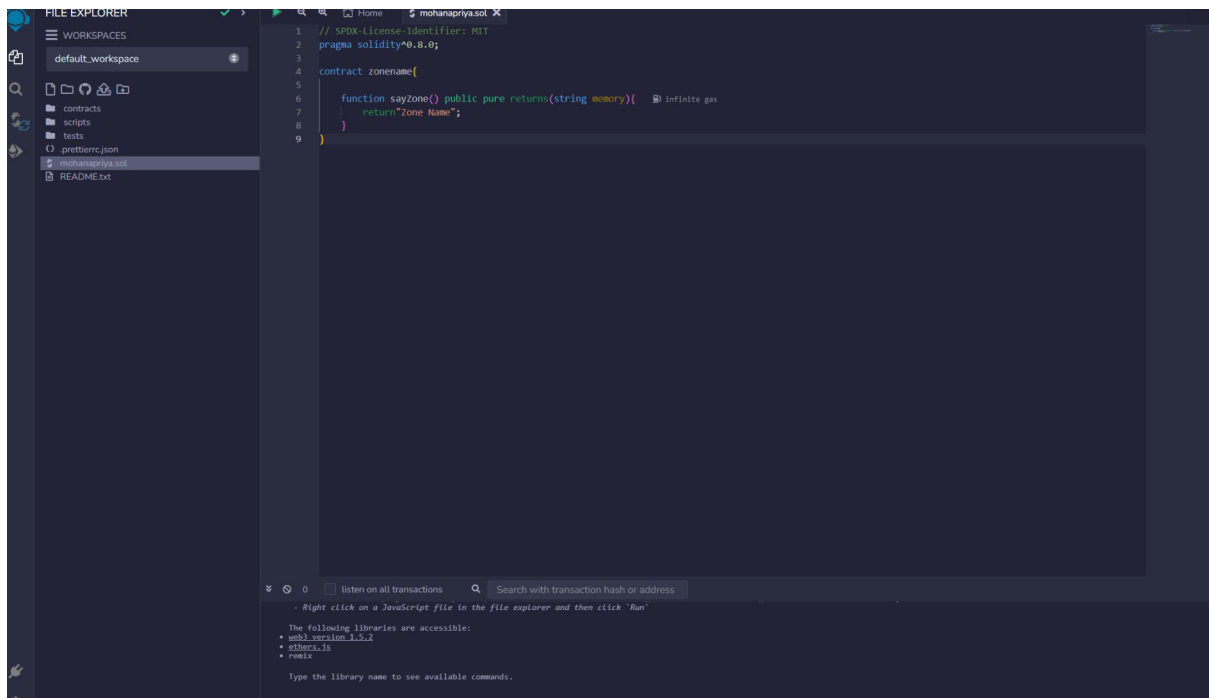 FILE EXPLORER
WORKSPACES
default_workspace
contracts
scripts
tests
.prettierrc.json
mohanapriya.sol
README.txt
Home
mohanapriya.sol
1 // SPDX-License-Identifier: MIT
2 pragma solidity^0.8.0;
3
4 contract zonename{
5
6 function sayZone() public pure returns(string memory){ infinite gas
7 return"Zone Name";
8 }
9 }
0 listen on all transactions Search with transaction hash or address
- Right click on a JavaScript file in the file explorer and then click `Run`
The following libraries are accessible:
• web3 version 1.5.2
• ethers.js
• remix
Type the library name to see available commands.